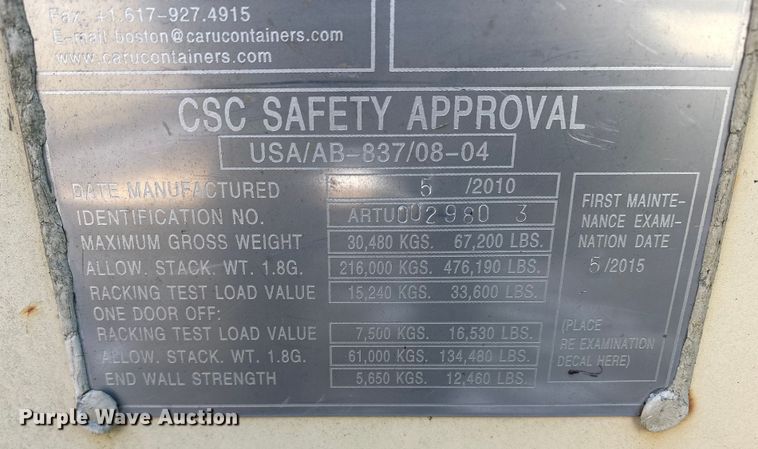 Fax: +1.617-927.4915
E-mail boston@carucontainers.com
www.carucontainers.com
CSC SAFETY APPROVAL
USA/AB-837/08-04
DATE MANUFACTURED 5 /2010
IDENTIFICATION NO. ARTU002980 3
MAXIMUM GROSS WEIGHT 30,480 KGS. 67,200 LBS.
ALLOW. STACK. WT. 1.8G. 216,000 KGS. 476,190 LBS.
RACKING TEST LOAD VALUE 15,240 KGS. 33,600 LBS.
ONE DOOR OFF:
RACKING TEST LOAD VALUE 7,500 KGS. 16,530 LBS.
ALLOW. STACK. WT. 1.8G. 61,000 KGS. 134,480 LBS.
END WALL STRENGTH 5,650 KGS. 12,460 LBS.
FIRST MAINTE-
NANCE EXAMI-
NATION DATE
5/2015
(PLACE
RE EXAMINATION
DECAL HERE)
Purple Wave Auction